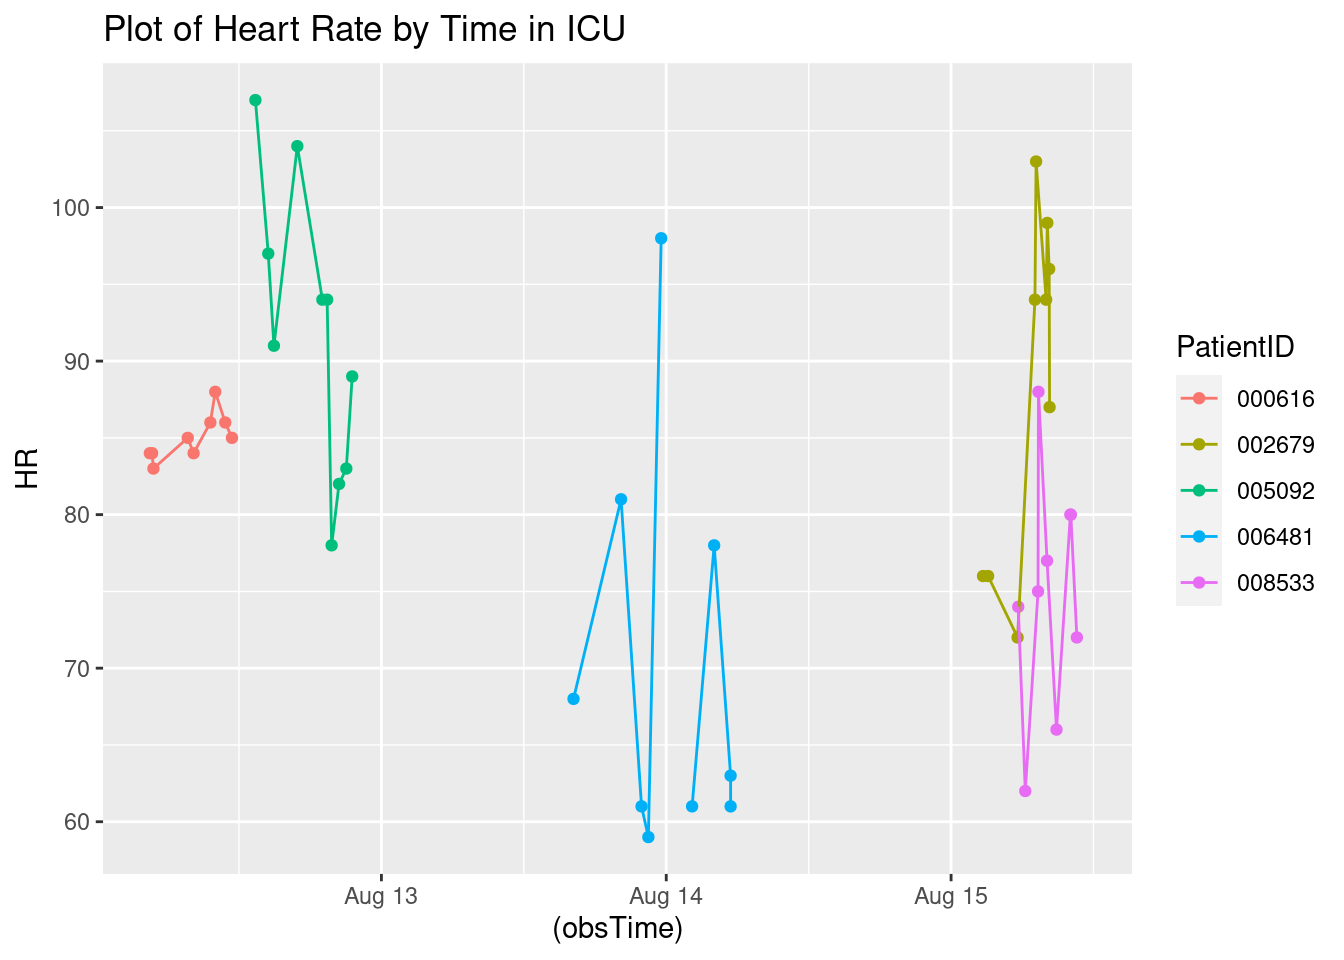 Plot of Heart Rate by Time in ICU
HR
100
90
80
70
60
Aug 13
Aug 14
Aug 15
(obsTime)
PatientID
000616
002679
005092
006481
008533